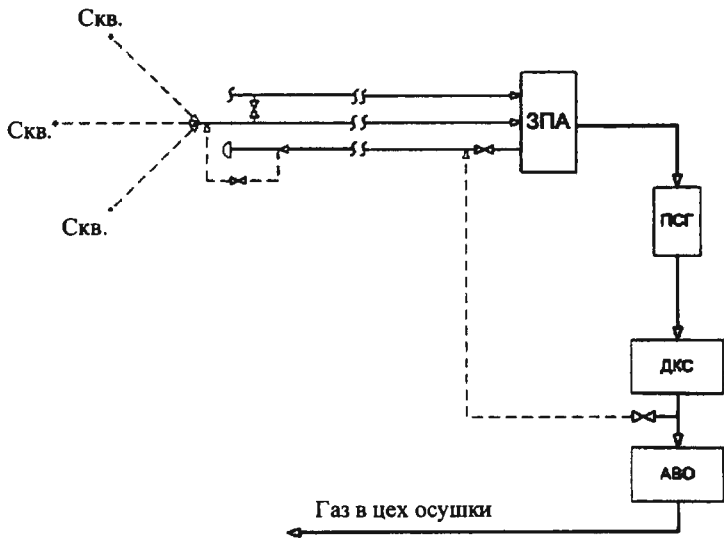 Скв.
Скв.
Скв.
ЗПА
ПСГ
ДКС
АВО
Газ в цех осушки